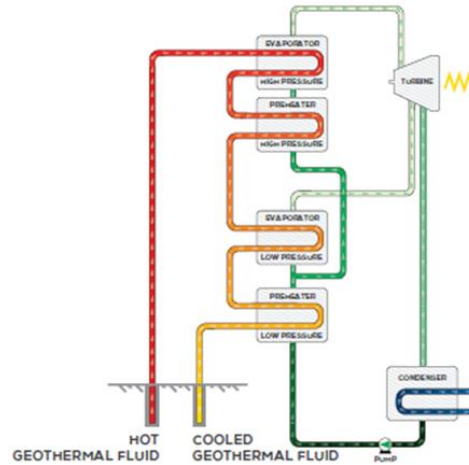 EVAPORATOR
HIGH PRESSURE
TURBINE
PREHEATER
HIGH PRESSURE
EVAPORATOR
LOW PRESSURE
PREHEATER
LOW PRESSURE
CONDENSER
HOT
GEOTHERMAL FLUID
COOLED
GEOTHERMAL FLUID
PUMP